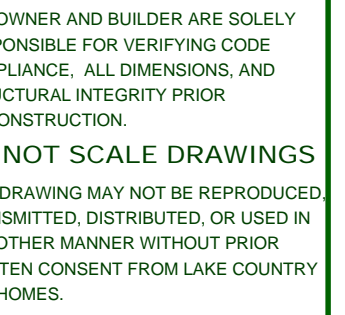 OWNER AND BUILDER ARE SOLELY
PONSIBLE FOR VERIFYING CODE
PLIANCE, ALL DIMENSIONS, AND
UCTURAL INTEGRITY PRIOR
ONSTRUCTION.
NOT SCALE DRAWINGS
DRAWING MAY NOT BE REPRODUCED,
NSMITTED, DISTRIBUTED, OR USED IN
OTHER MANNER WITHOUT PRIOR
TEN CONSENT FROM LAKE COUNTRY
HOMES.